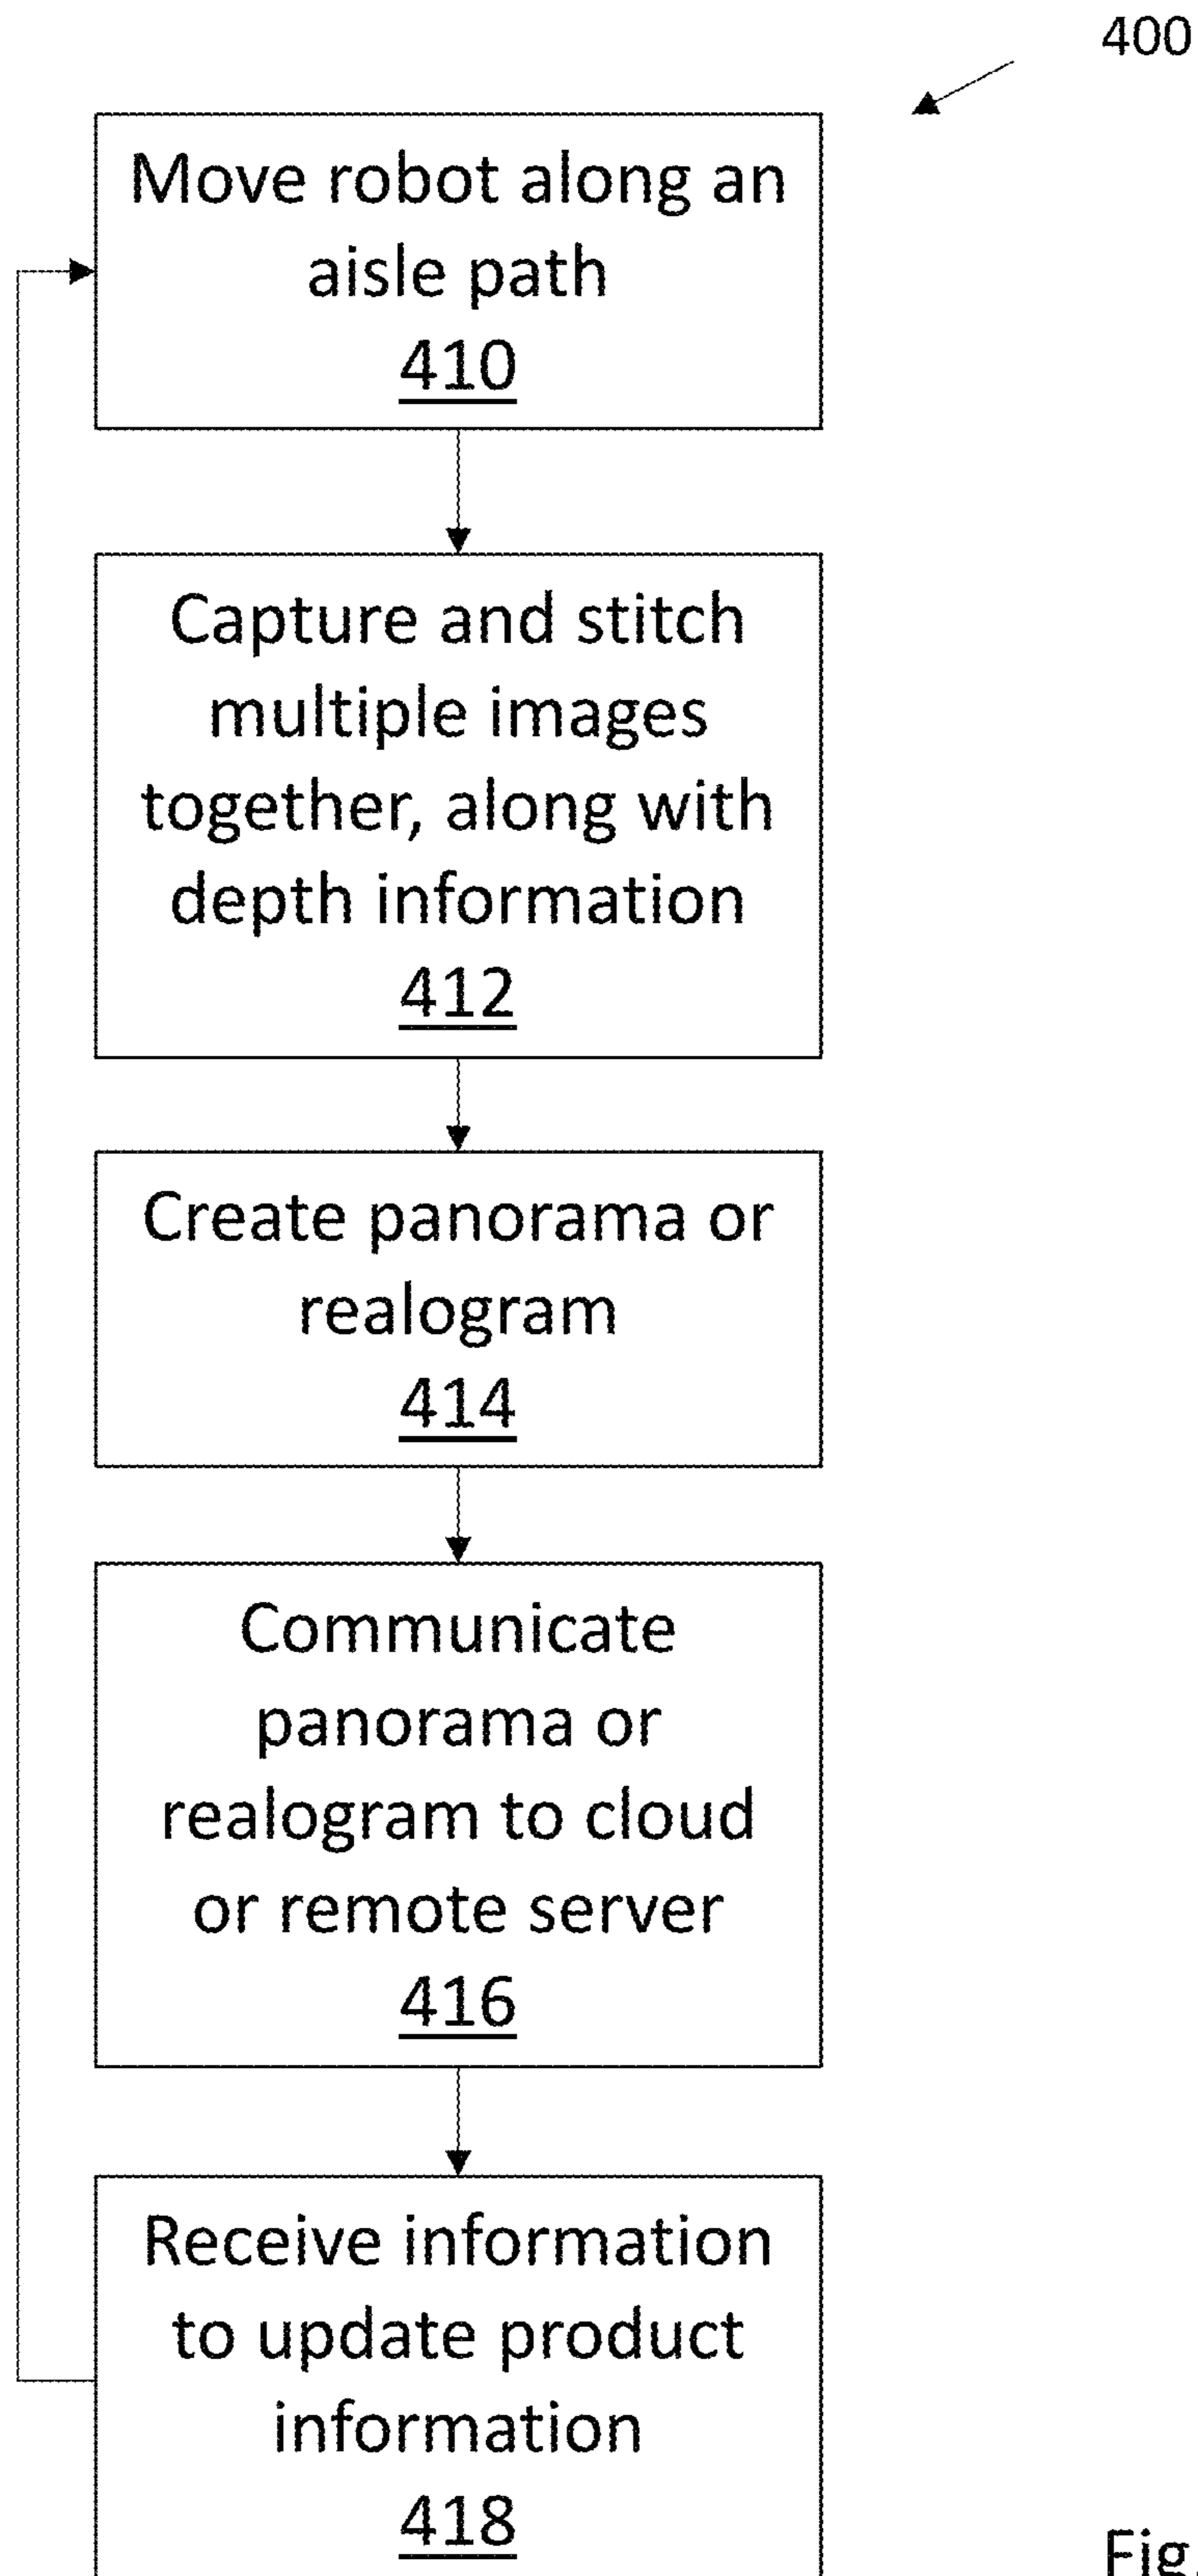 400
Move robot along an
aisle path
410
Capture and stitch
multiple images
together, along with
depth information
412
Create panorama or
realogram
414
Communicate
panorama or
realogram to cloud
or remote server
416
Receive information
to update product
information
418
Fig.